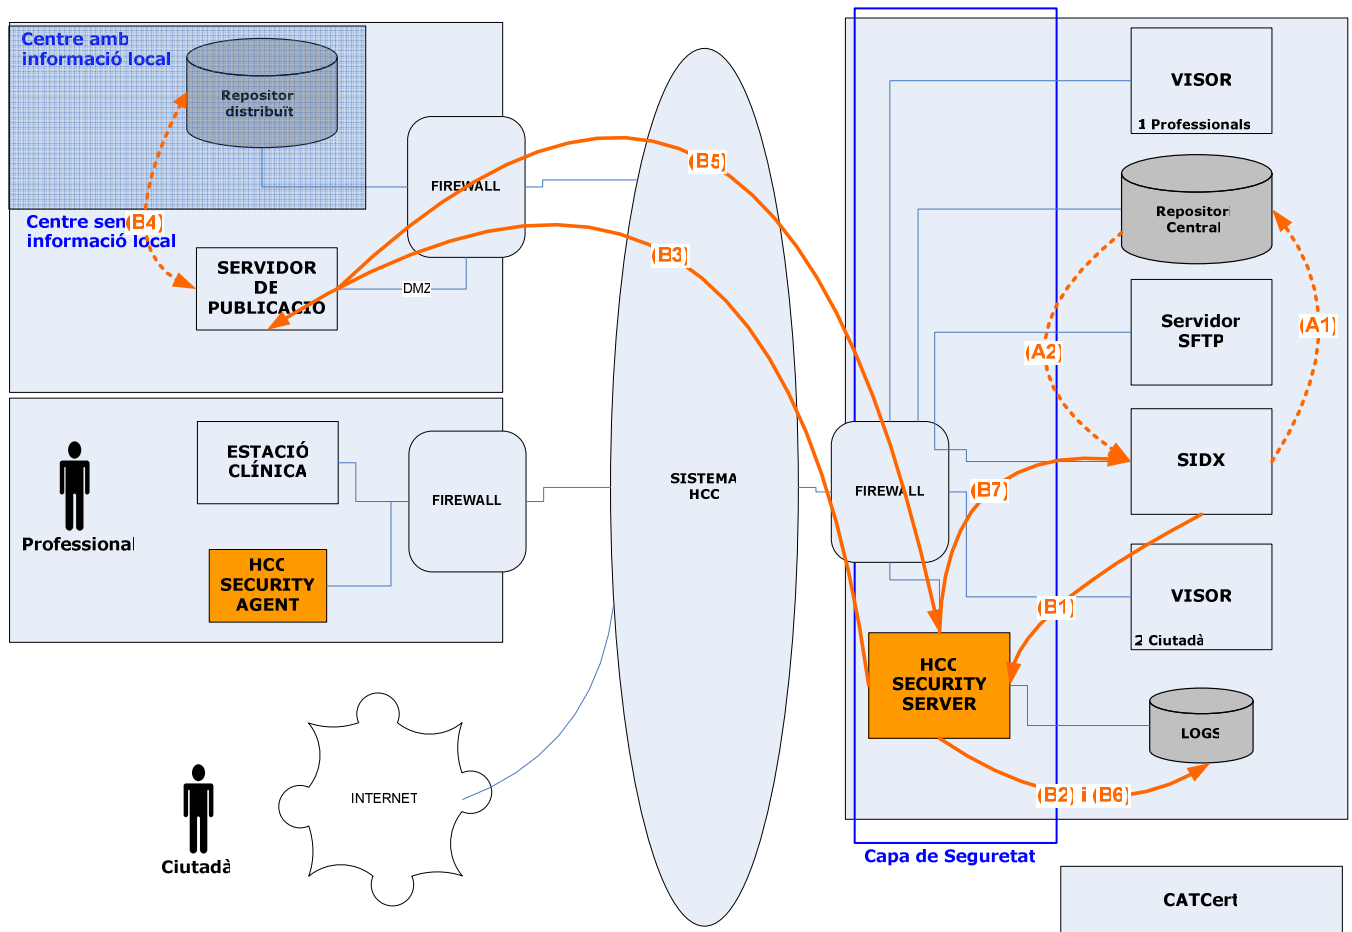 Centre amb
informació local
Repositori
distribuït
FIREWALL
Centre sen
informació local
(B4)
SERVIDOR
DE
PUBLICACIÓ
DMZ
(B5)
(B3)
VISOR
1 Professionals
Repositori
Central
Servidor
SFTP
(A1)
(A2)
ESTACIÓ
CLÍNICA
FIREWALL
Professional
HCC
SECURITY
AGENT
SISTEMA
HCC
FIREWALL
(B7)
SIDX
(B1)
VISOR
2 Ciutadà
HCC
SECURITY
SERVER
LOGS
(B2) i (B6)
INTERNET
Ciutadà
Capa de Seguretat
CATCert